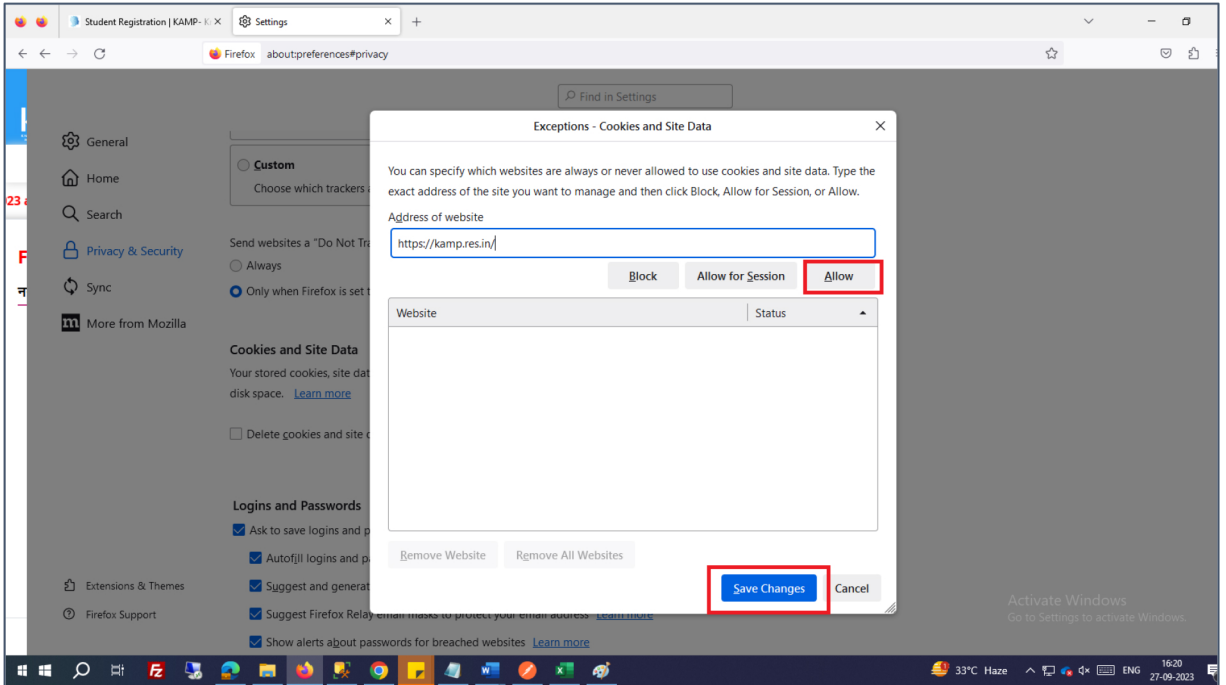 Student Registration | KAMP- K
Settings
Firefox about:preferences#privacy
Find in Settings
General
Home
Search
Privacy & Security
Sync
More from Mozilla
Extensions & Themes
Firefox Support
23
F
Custom
Choose which trackers
Send websites a "Do Not Tra
Always
Only when Firefox is set t
Cookies and Site Data
Your stored cookies, site dat
disk space. Learn more
Delete cookies and site
Logins and Passwords
Ask to save logins and p
Autofill logins and pa
Suggest and generat
Suggest Firefox Relay email masks to protect your email address Learn more
Show alerts about passwords for breached websites Learn more
Exceptions - Cookies and Site Data
You can specify which websites are always or never allowed to use cookies and site data. Type the
exact address of the site you want to manage and then click Block, Allow for Session, or Allow.
Address of website
https://kamp.res.in/
Block Allow for Session Allow
Website Status
Remove Website Remove All Websites
Save Changes Cancel
Activate Windows
Go to Settings to activate Windows.
33°C Haze ENG 16:20
27-09-2023